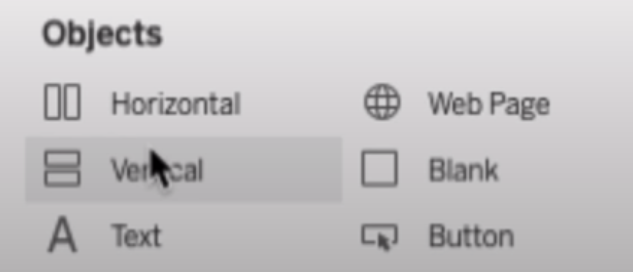 Objects
Horizontal
Web Page
Vertical
Blank
Text
Button